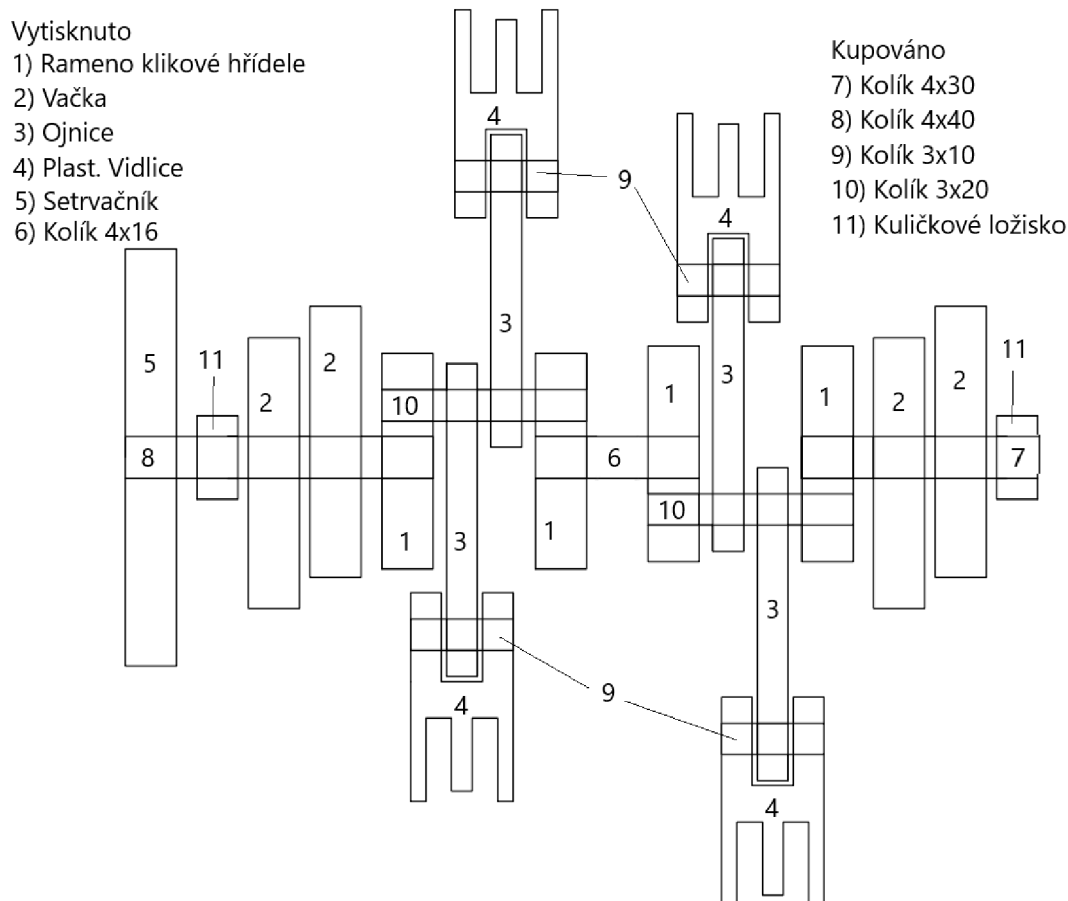 Vytisknuto
1) Rameno klikové hřídele
2) Vačka
3) Ojnice
4) Plast. Vidlice
5) Setrvačník
6) Kolík 4x16
Kupováno
7) Kolík 4x30
8) Kolík 4x40
9) Kolík 3x10
10) Kolík 3x20
11) Kuličkové ložisko
4
9
4
3
5
11
2
2
10
1
3
1
2
2
11
8
6
7
1
3
1
10
3
4
9
4